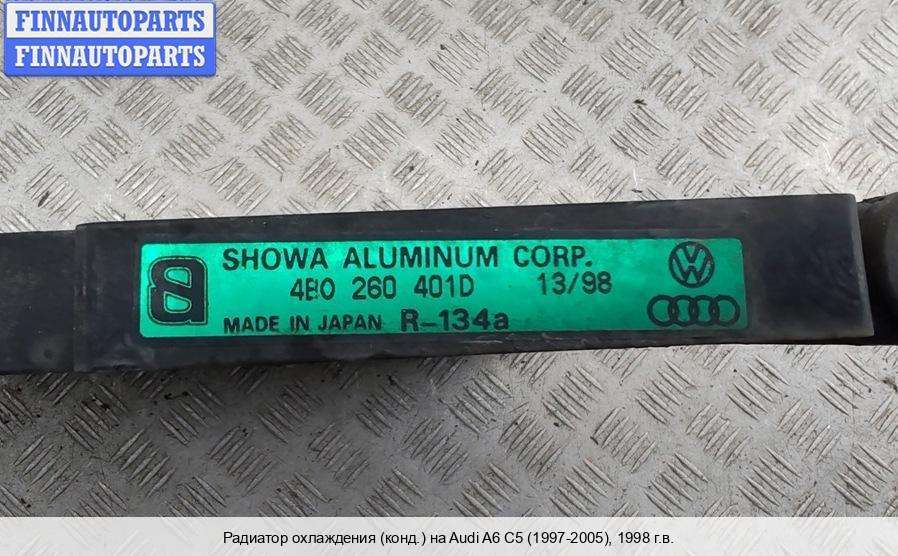 FINNAUTOPARTS
FINNAUTOPARTS
SHOWA ALUMINUM CORP.
4B0 260 401D 13/98
MADE IN JAPAN R-134a
Радиатор охлаждения (конд.) на Audi A6 C5 (1997-2005), 1998 г.в.